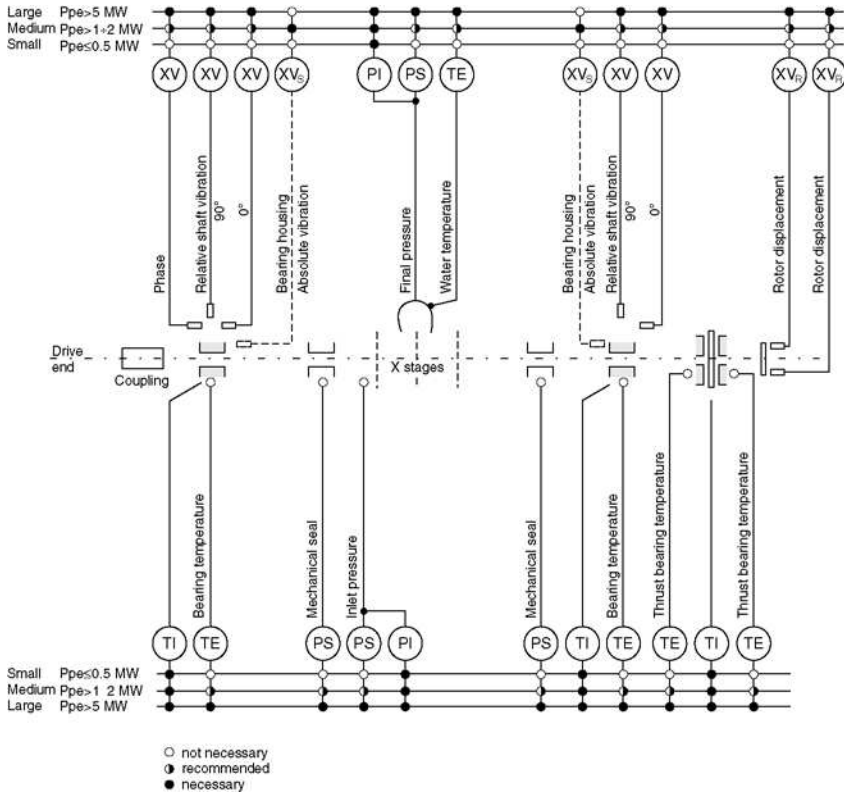 Large Ppe>5 MW
Medium Ppe>1÷2 MW
Small Ppe≤0.5 MW
XV XV XV XVS PI PS TE XVS XV XV XVR XVR
Phase
Relative shaft vibration
90°
0°
Bearing housing
Absolute vibration
Final pressure
Water temperature
Bearing housing
Absolute vibration
Relative shaft vibration
90°
0°
Rotor displacement
Rotor displacement
Drive
end
Coupling
X stages
Bearing temperature
Mechanical seal
Inlet pressure
Mechanical seal
Bearing temperature
Thrust bearing temperature
Thrust bearing temperature
TI TE PS PS PI PS TI TE TE TI TE
Small Ppe≤0.5 MW
Medium Ppe>1 2 MW
Large Ppe>5 MW
not necessary
recommended
necessary